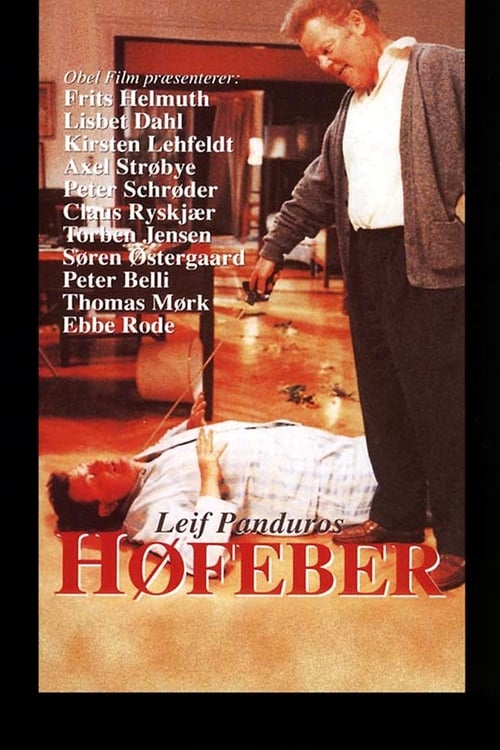 Obel Film præsenterer:
Frits Helmuth
Lisbet Dahl
Kirsten Lehfeldt
Axel Strøbye
Peter Schrøder
Claus Ryskjær
Torben Jensen
Søren Østergaard
Peter Belli
Thomas Mørk
Ebbe Rode
Leif Panduros
HØFEBER